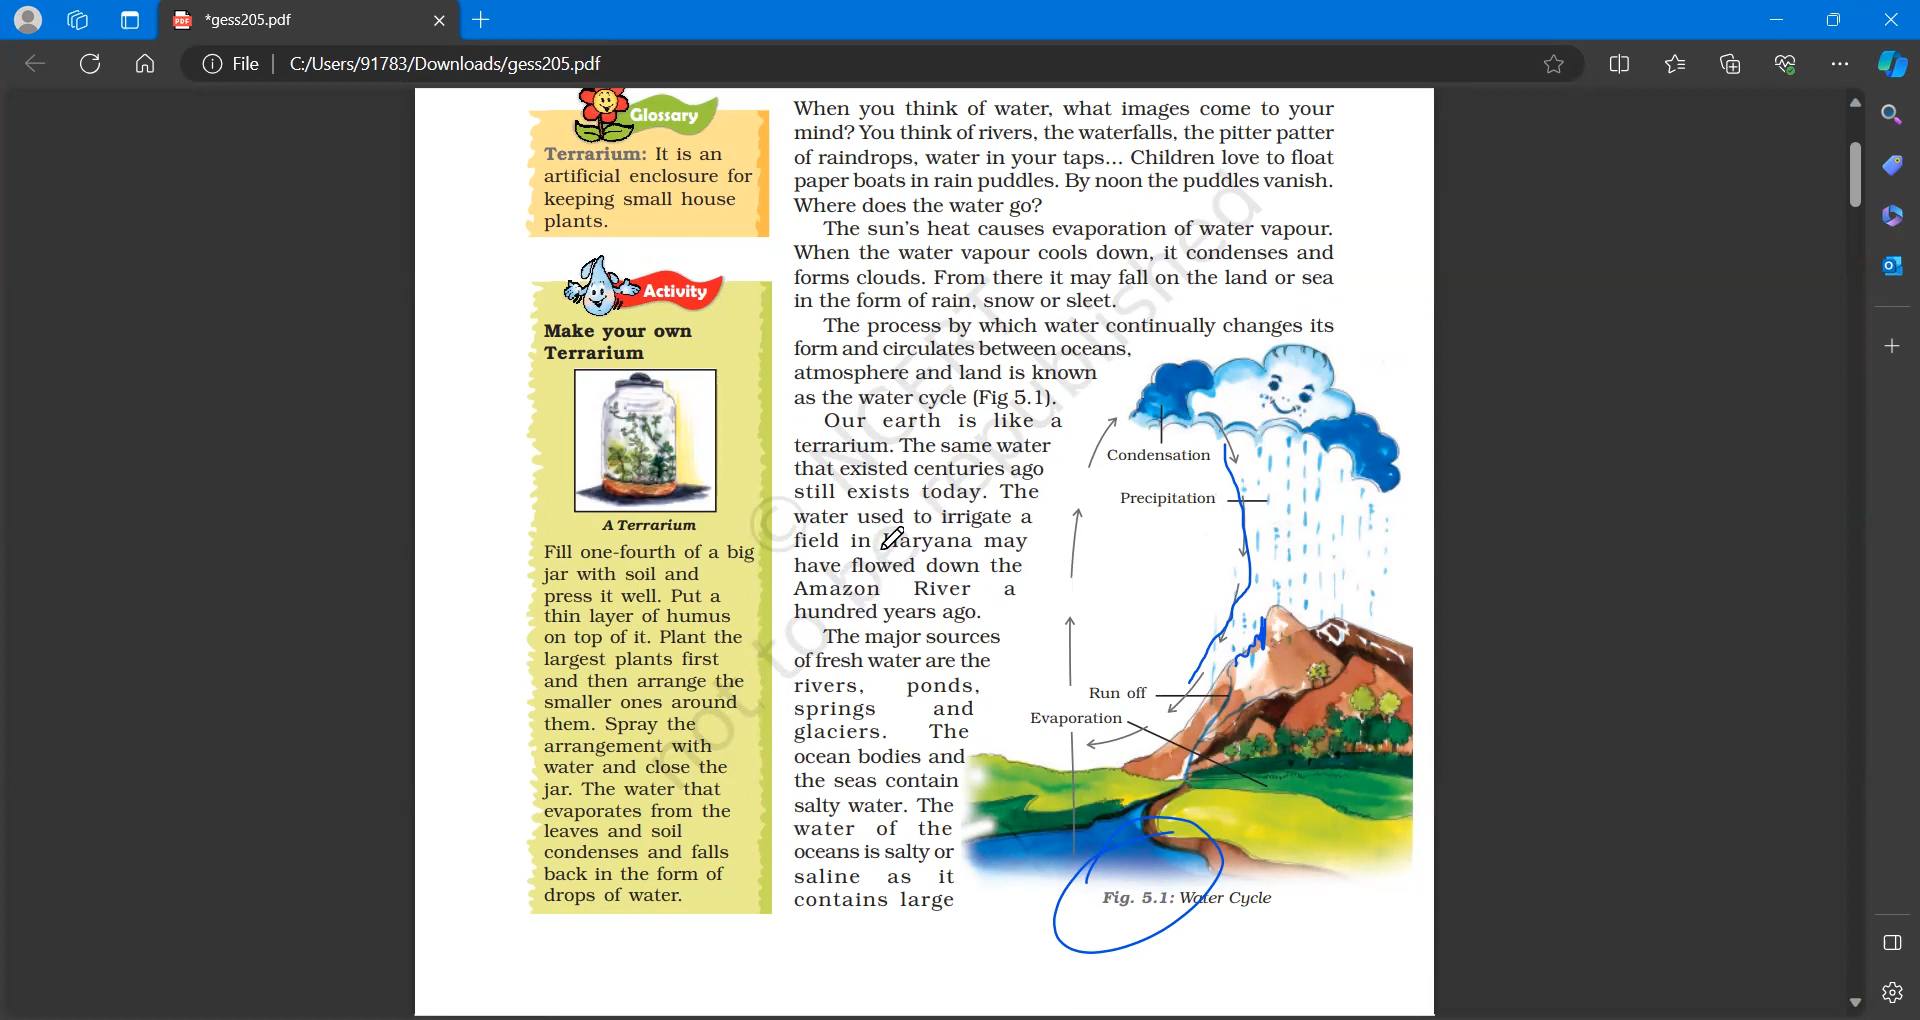 *gess205.pdf
File
C:/Users/91783/Downloads/gess205.pdf
Glossary
Terrarium: It is an
artificial enclosure for
keeping small house
plants.
Activity
Make your own
Terrarium
A Terrarium
Fill one-fourth of a big
jar with soil and
press it well. Put a
thin layer of humus
on top of it. Plant the
largest plants first
and then arrange the
smaller ones around
them. Spray the
arrangement with
water and close the
jar. The water that
evaporates from the
leaves and soil
condenses and falls
back in the form of
drops of water.
When you think of water, what images come to your
mind? You think of rivers, the waterfalls, the pitter patter
of raindrops, water in your taps... Children love to float
paper boats in rain puddles. By noon the puddles vanish.
Where does the water go?
The sun's heat causes evaporation of water vapour.
When the water vapour cools down, it condenses and
forms clouds. From there it may fall on the land or sea
in the form of rain, snow or sleet.
The process by which water continually changes its
form and circulates between oceans,
atmosphere and land is known
as the water cycle (Fig 5.1).
Our earth is like a
terrarium. The same water
that existed centuries ago
still exists today. The
water used to irrigate a
field in Haryana may
have flowed down the
Amazon River a
hundred years ago.
The major sources
of fresh water are the
rivers, ponds,
springs and
glaciers. The
ocean bodies and
the seas contain
salty water. The
water of the
oceans is salty or
saline as it
contains large
Condensation
Precipitation
Run off
Evaporation
Fig. 5.1: Water Cycle
© NCERT
not to be republished